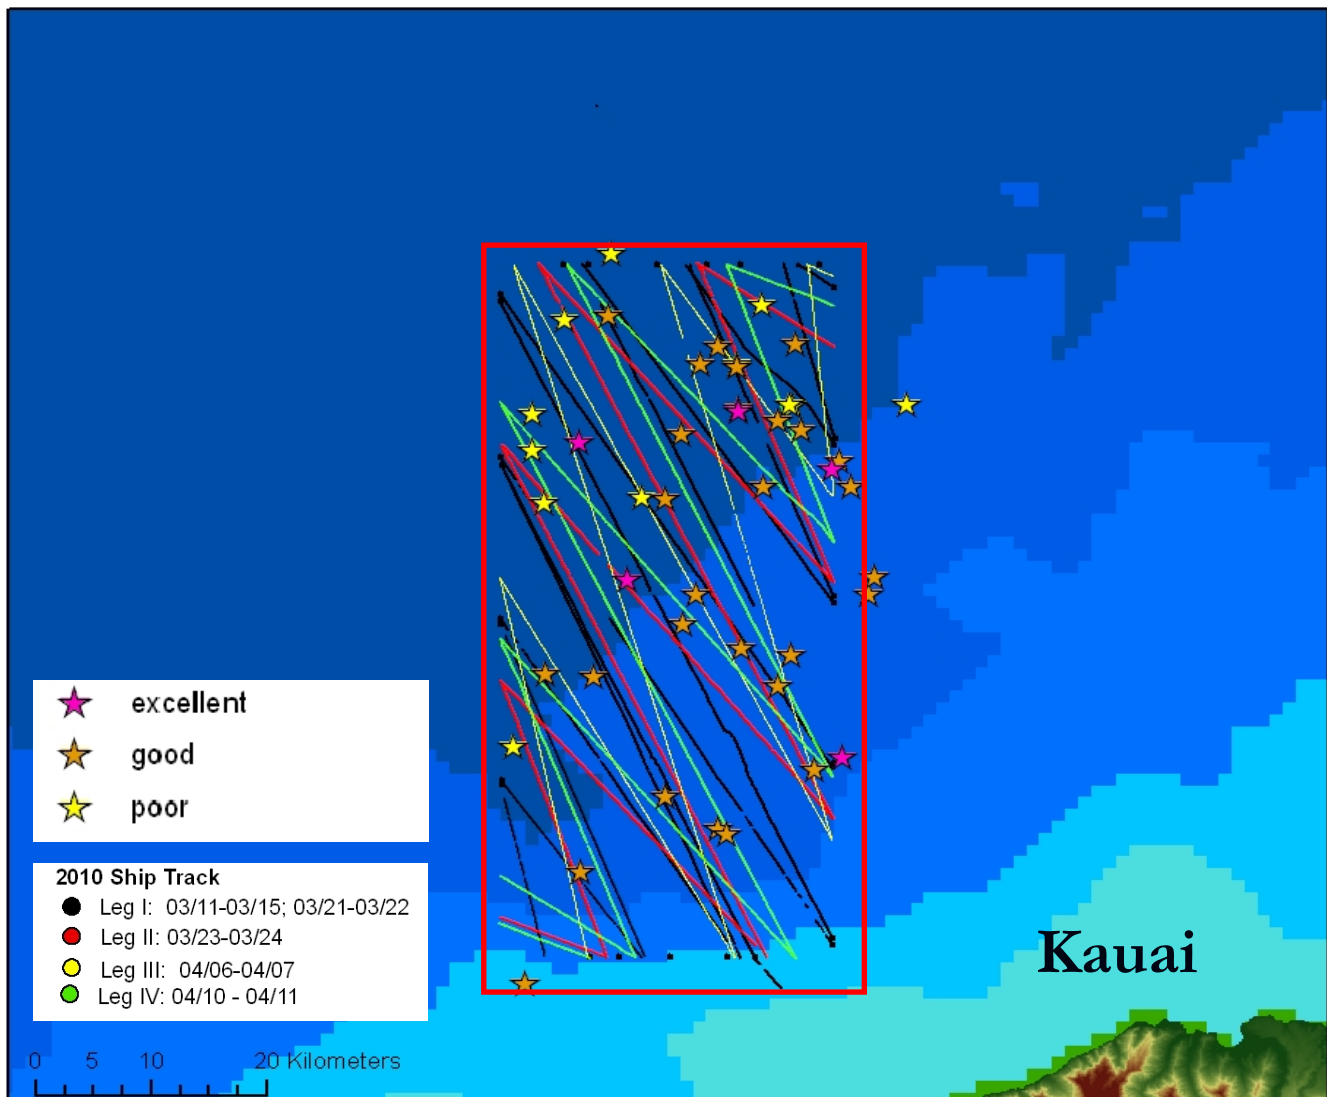 excellent
good
poor
2010 Ship Track
Leg I: 03/11-03/15; 03/21-03/22
Leg II: 03/23-03/24
Leg III: 04/06-04/07
Leg IV: 04/10 - 04/11
Kauai
0 5 10 20 Kilometers